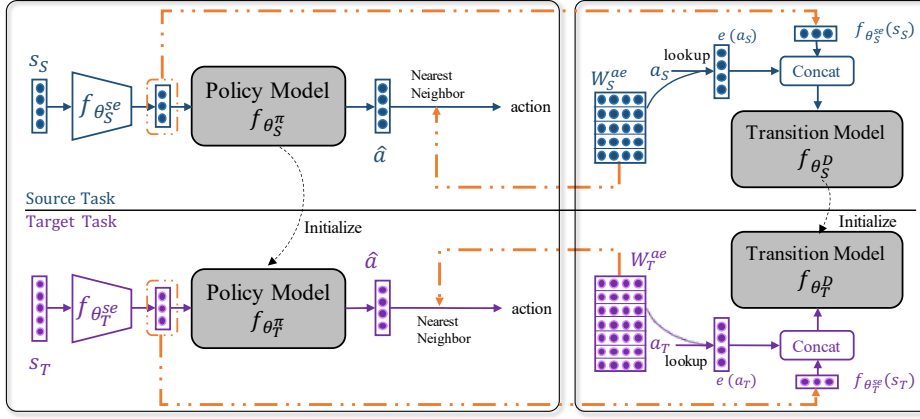 s_S
f_{θ_S^{se}}
Policy Model
f_{θ_S^π}
â
Nearest
Neighbor
action
Source Task
Target Task
Initialize
s_T
f_{θ_T^{se}}
Policy Model
f_{θ_T^π}
â
Nearest
Neighbor
action
W_S^{ae}
a_S
lookup
e (a_S)
f_{θ_S^{se}}(s_S)
Concat
Transition Model
f_{θ_S^D}
Initialize
Transition Model
f_{θ_T^D}
W_T^{ae}
a_T
lookup
e (a_T)
Concat
f_{θ_T^{se}}(s_T)